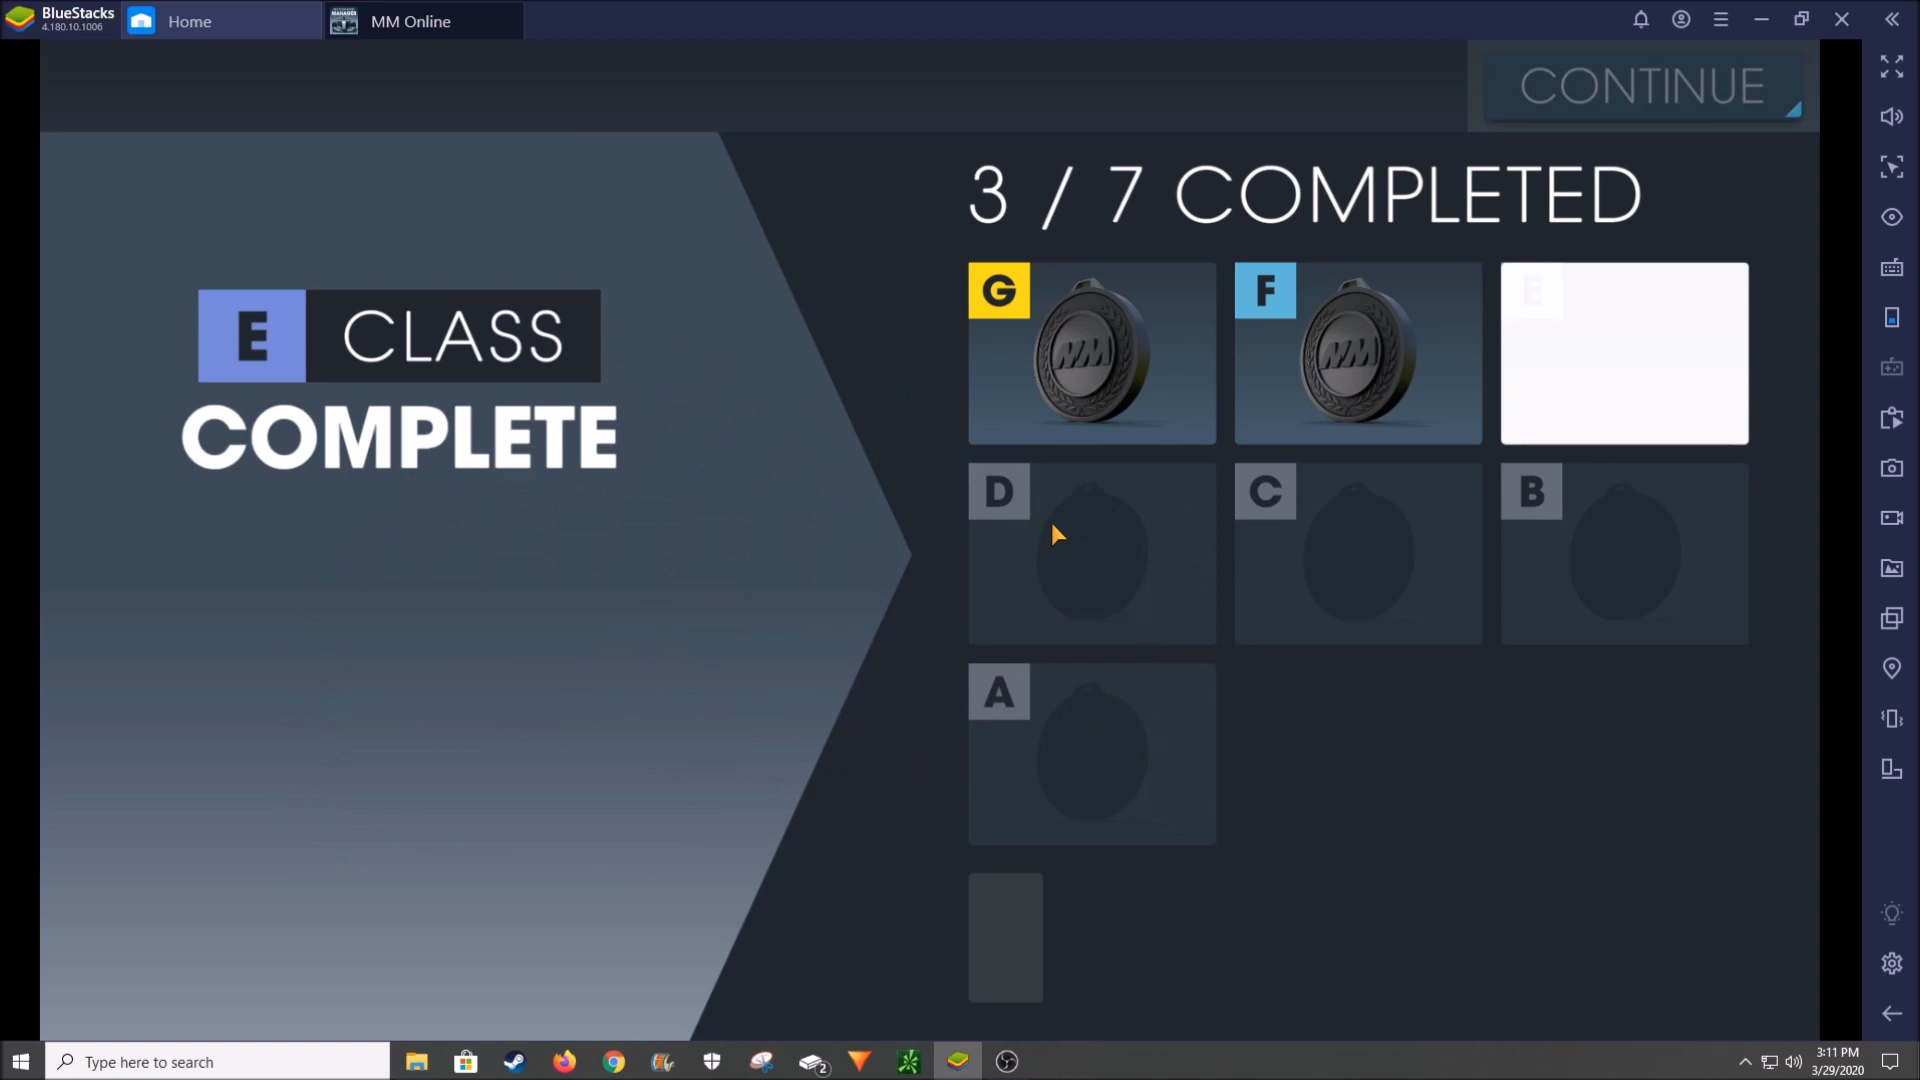 BlueStacks
4.180.10.1006
Home
MM Online
CONTINUE
3 / 7 COMPLETED
E CLASS
COMPLETE
G
F
E
D
C
B
A
Type here to search
2
3:11 PM
3/29/2020